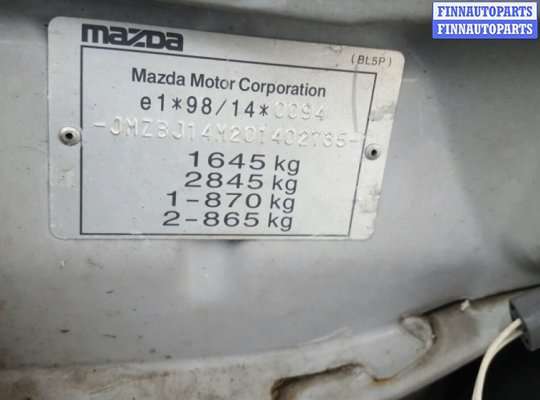 FINNAUTOPARTS
FINNAUTOPARTS
mazda
(BL5P)
Mazda Motor Corporation
e1*98/14*0094
-JMZBJ14M201402735-
1645 kg
2845 kg
1-870 kg
2-865 kg